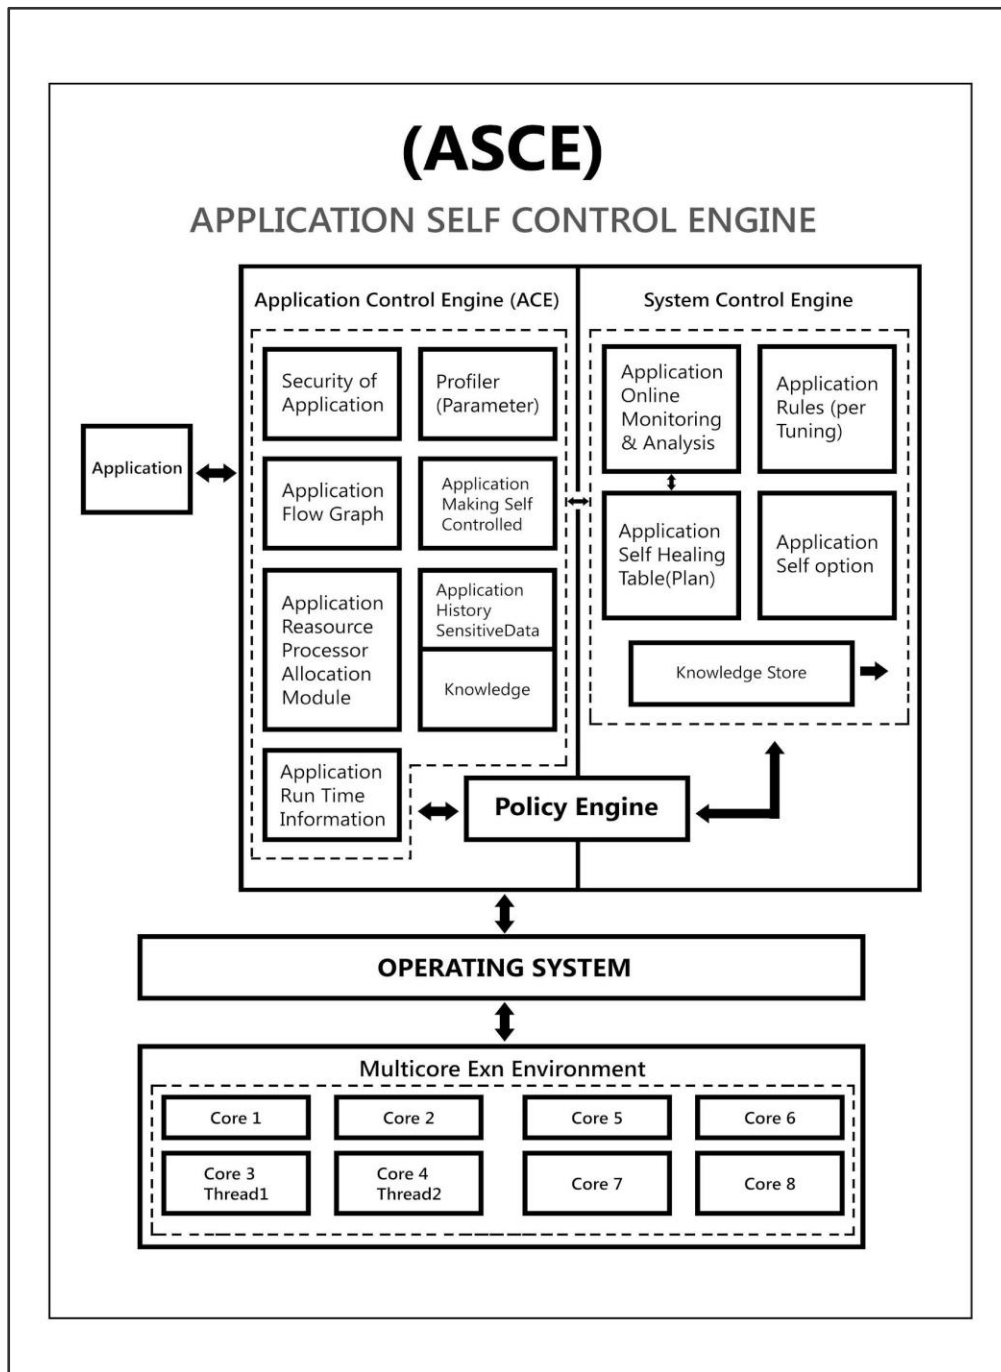 (ASCE)
APPLICATION SELF CONTROL ENGINE
Application Control Engine (ACE)
System Control Engine
Security of
Application
Profiler
(Parameter)
Application
Online
Monitoring
& Analysis
Application
Rules (per
Tuning)
Application
Application
Flow Graph
Application
Making Self
Controlled
Application
Self Healing
Table(Plan)
Application
Self option
Application
Reasource
Processor
Allocation
Module
Application
History
SensitiveData
Knowledge
Knowledge Store
Application
Run Time
Information
Policy Engine
OPERATING SYSTEM
Multicore Exn Environment
Core 1
Core 2
Core 5
Core 6
Core 3
Thread1
Core 4
Thread2
Core 7
Core 8